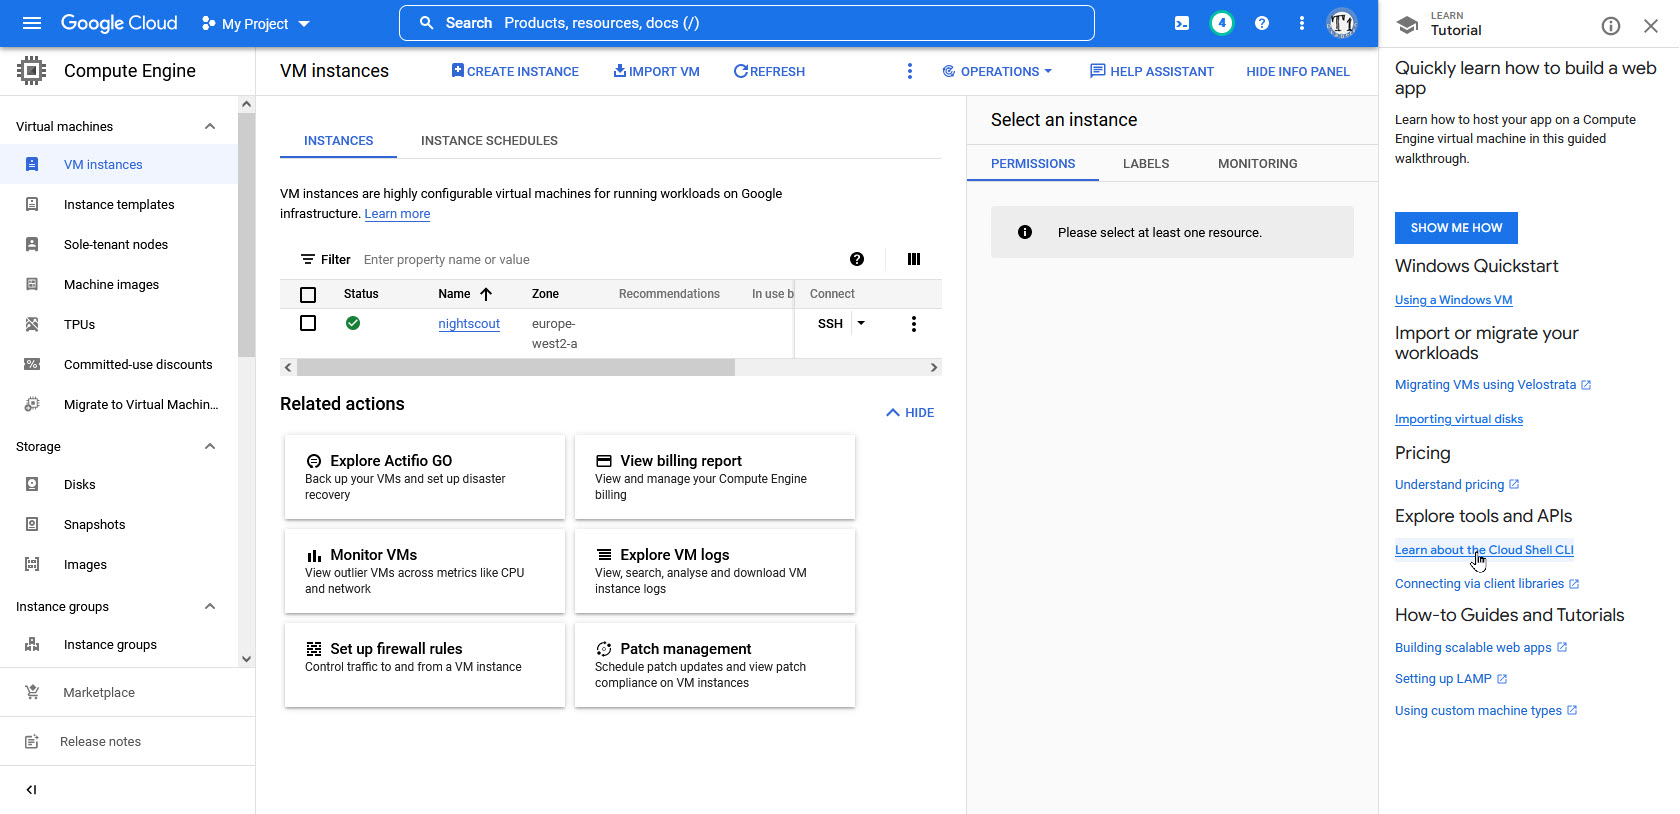 Google Cloud
My Project
Search Products, resources, docs (/)
4
T1
LEARN
Tutorial
Compute Engine
VM instances
CREATE INSTANCE
IMPORT VM
REFRESH
OPERATIONS
HELP ASSISTANT
HIDE INFO PANEL
Virtual machines
VM instances
Instance templates
Sole-tenant nodes
Machine images
TPUs
Committed-use discounts
Migrate to Virtual Machin...
Storage
Disks
Snapshots
Images
Instance groups
Instance groups
Marketplace
Release notes
INSTANCES
INSTANCE SCHEDULES
VM instances are highly configurable virtual machines for running workloads on Google
infrastructure. Learn more
Filter Enter property name or value
Status Name Zone Recommendations In use b Connect
nightscout europe- SSH
west2-a
Related actions
HIDE
Explore Actifio GO
Back up your VMs and set up disaster
recovery
View billing report
View and manage your Compute Engine
billing
Monitor VMs
View outlier VMs across metrics like CPU
and network
Explore VM logs
View, search, analyse and download VM
instance logs
Set up firewall rules
Control traffic to and from a VM instance
Patch management
Schedule patch updates and view patch
compliance on VM instances
Select an instance
PERMISSIONS
LABELS
MONITORING
Please select at least one resource.
Quickly learn how to build a web
app
Learn how to host your app on a Compute
Engine virtual machine in this guided
walkthrough.
SHOW ME HOW
Windows Quickstart
Using a Windows VM
Import or migrate your
workloads
Migrating VMs using Velostrata
Importing virtual disks
Pricing
Understand pricing
Explore tools and APIs
Learn about the Cloud Shell CLI
Connecting via client libraries
How-to Guides and Tutorials
Building scalable web apps
Setting up LAMP
Using custom machine types